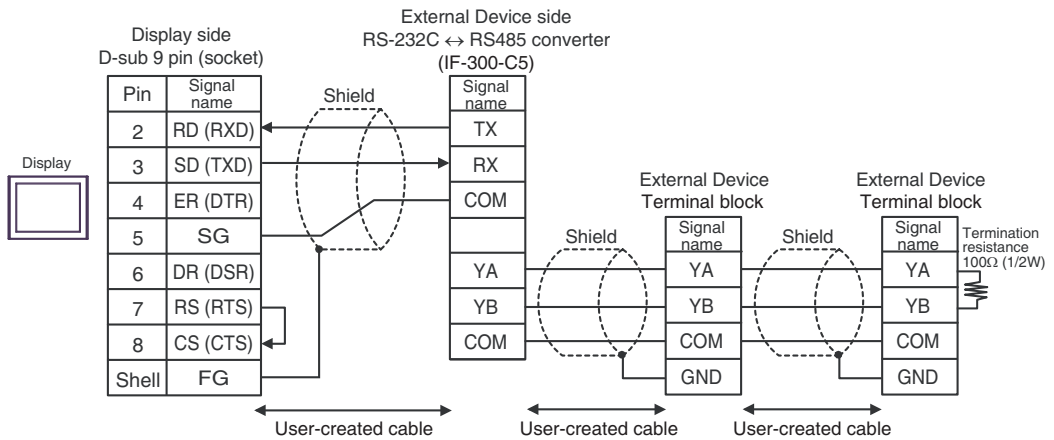 External Device side
RS-232C ↔ RS485 converter
(IF-300-C5)
Display side
D-sub 9 pin (socket)
Pin
Signal
name
2
RD (RXD)
3
SD (TXD)
4
ER (DTR)
5
SG
6
DR (DSR)
7
RS (RTS)
8
CS (CTS)
Shell
FG
Display
Shield
Signal
name
TX
RX
COM
YA
YB
COM
Shield
External Device
Terminal block
Signal
name
YA
YB
COM
GND
Shield
External Device
Terminal block
Signal
name
YA
YB
COM
GND
Termination
resistance
100Ω (1/2W)
User-created cable
User-created cable
User-created cable